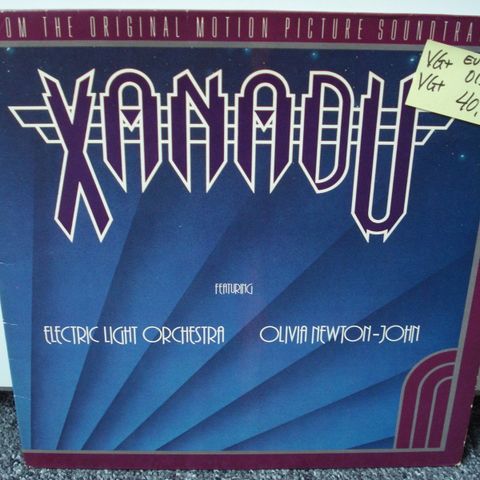 OM THE ORIGINAL MOTION PICTURE SOUNDTRA
XANADU
VG+
VG+
40,
FEATURING
ELECTRIC LIGHT ORCHESTRA OLIVIA NEWTON-JOHN